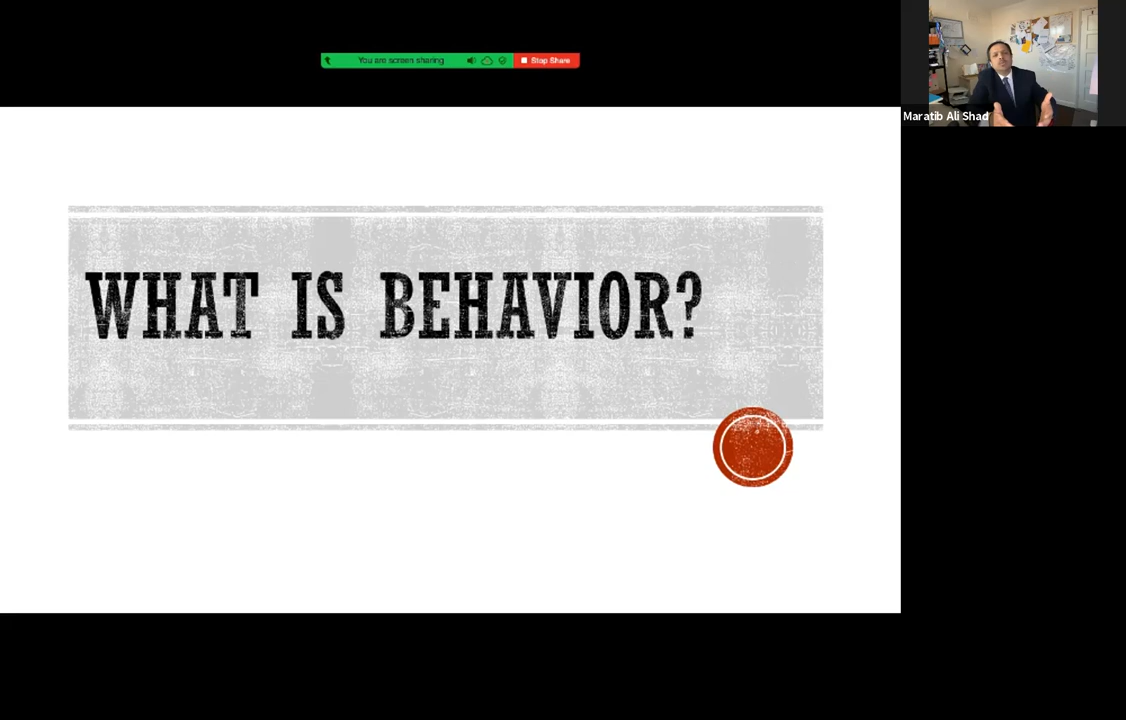 You are screen sharing
Stop Share
Maratib Ali Shad
WHAT IS BEHAVIOR?